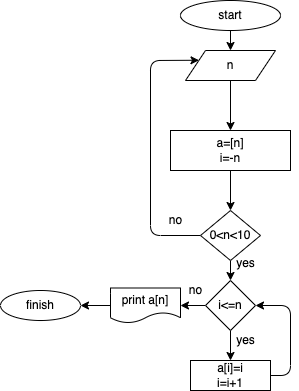 start
n
a=[n]
i=-n
no
0<n<10
yes
no
finish
print a[n]
i<=n
yes
a[i]=i
i=i+1